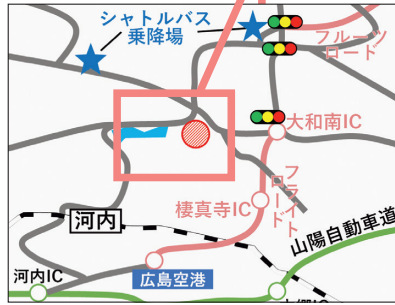 シャトルバス
乗降場
フルーツ
ロード
大和南IC
フライト
ロード
棲真寺IC
河内
山陽自動車道
河内IC
広島空港